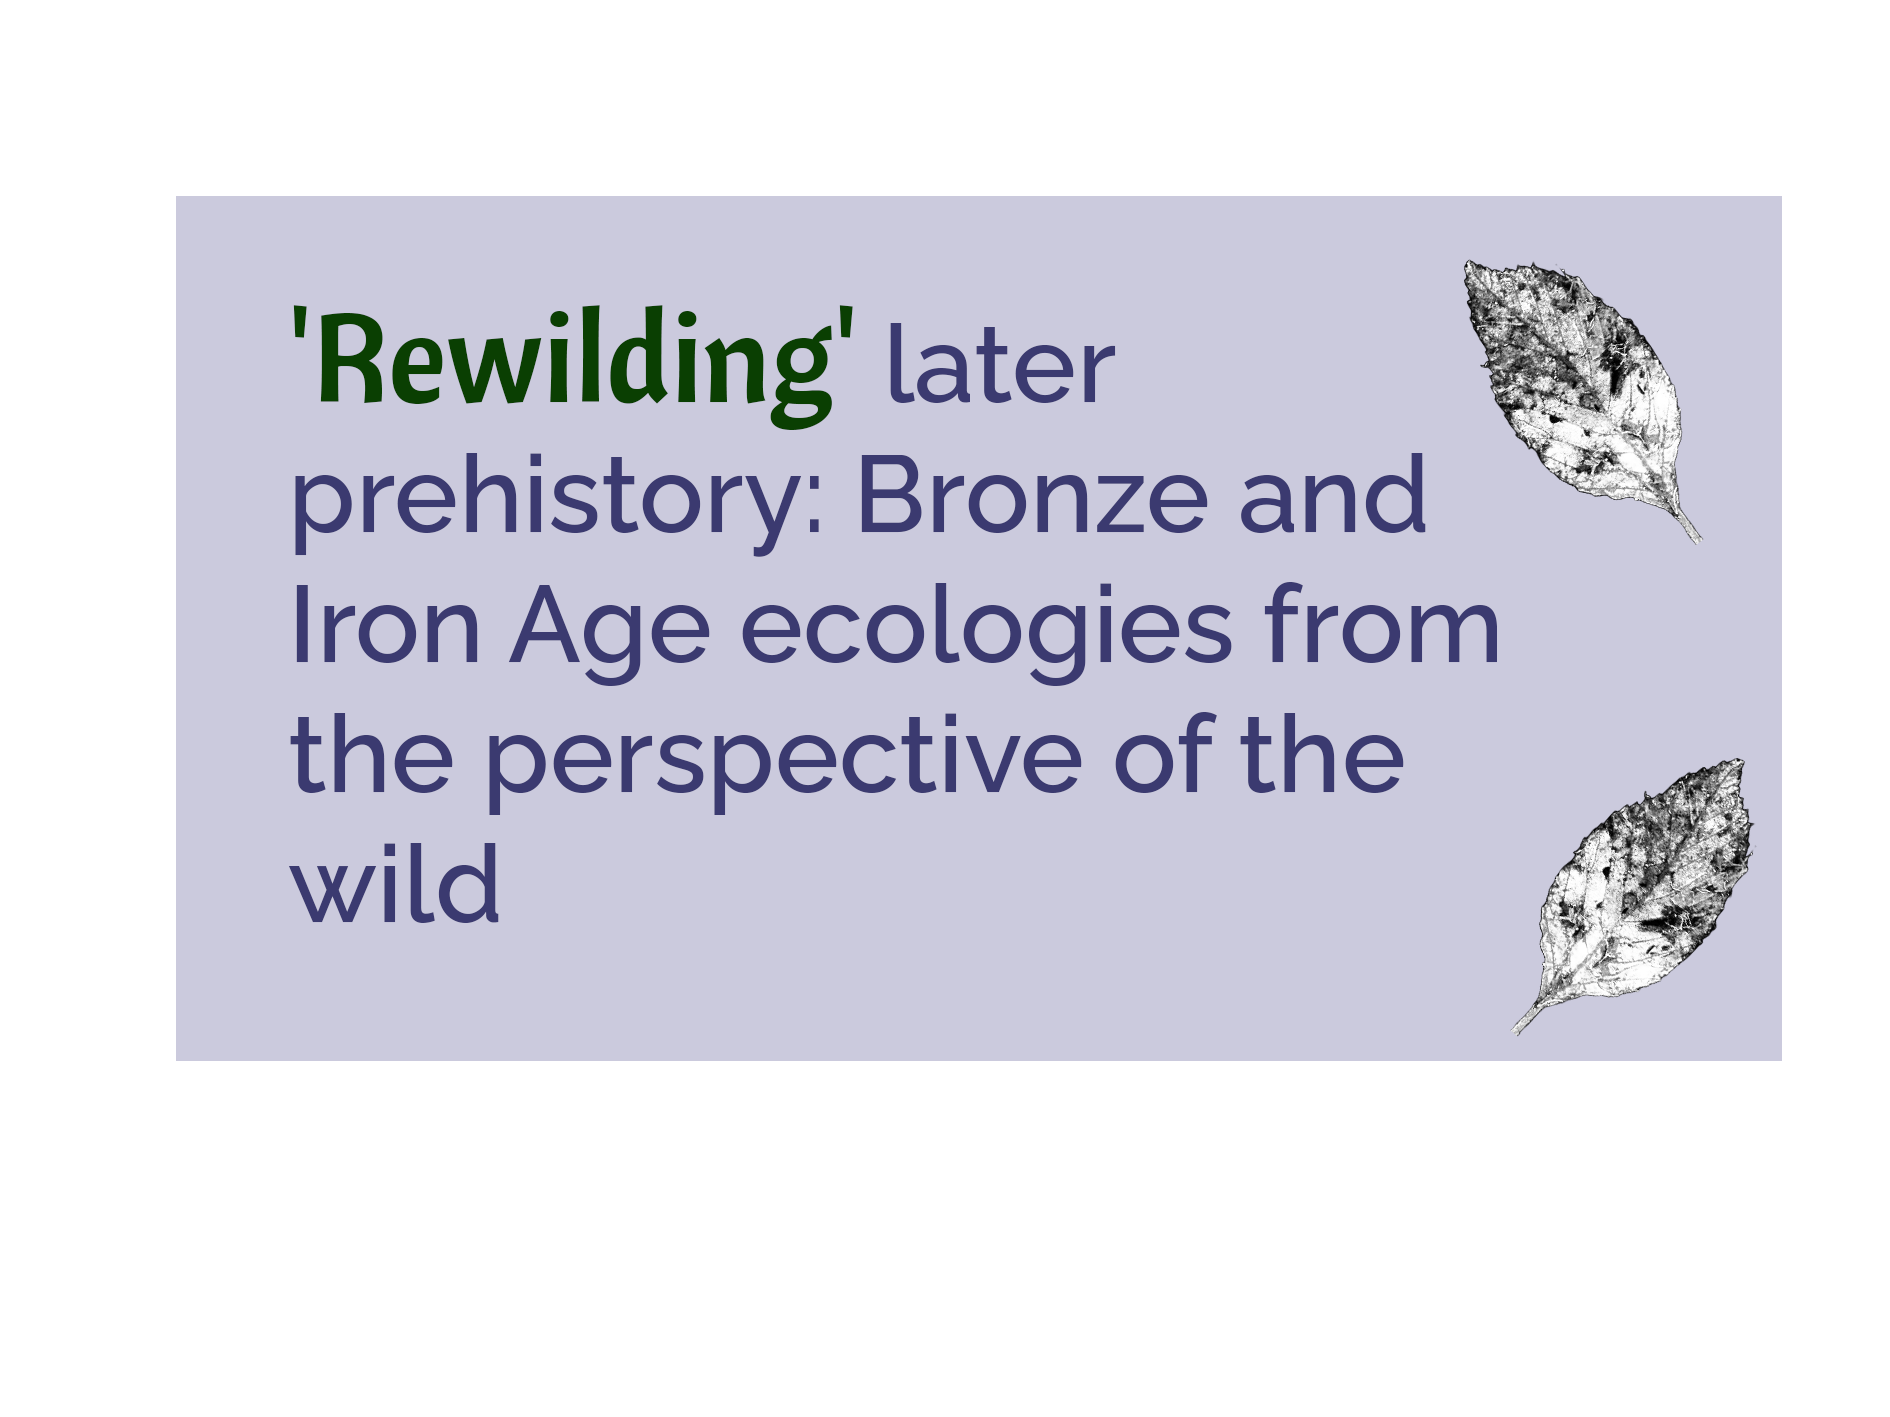 'Rewilding' later
prehistory: Bronze and
Iron Age ecologies from
the perspective of the
wild